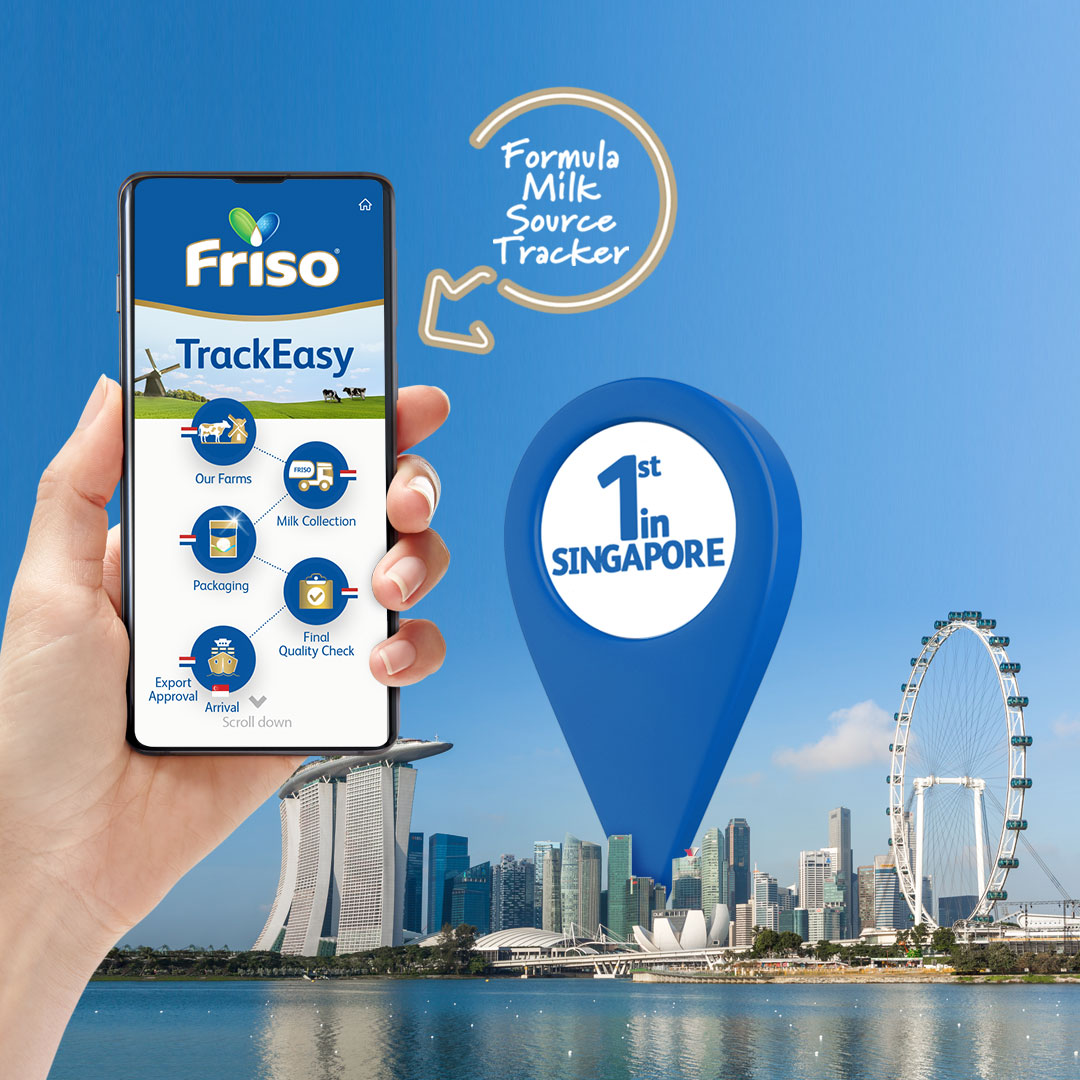 Formula
Milk
Source
Tracker
Friso®
TrackEasy
Our Farms
FRISO
Milk Collection
Packaging
Final
Quality Check
Export
Approval
Arrival
Scroll down
1st
in
SINGAPORE